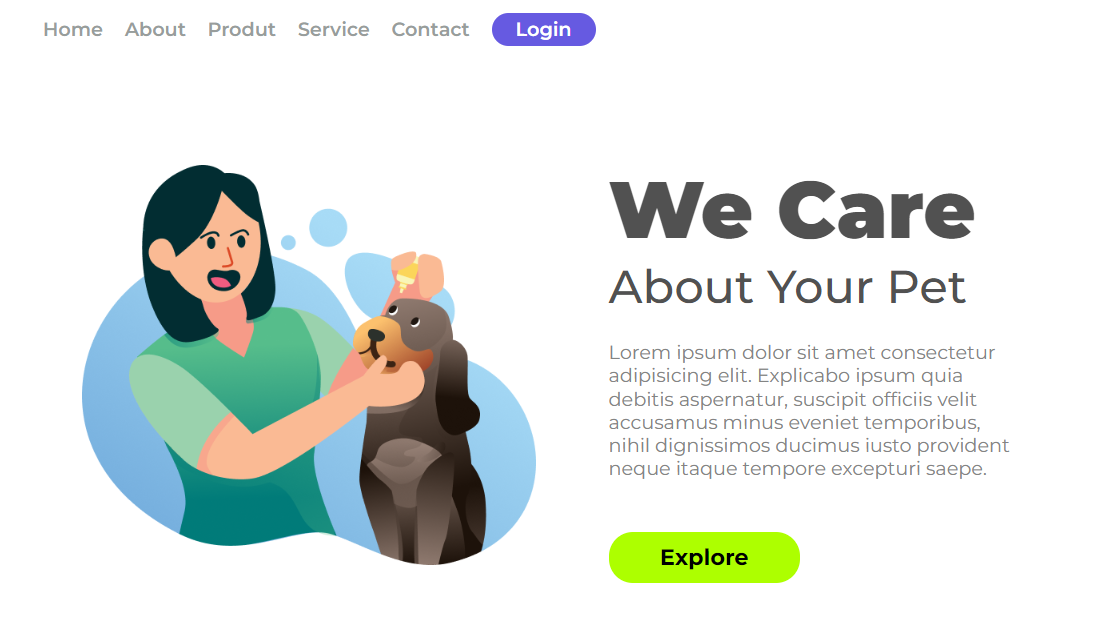 Home About Produt Service Contact Login
We Care
About Your Pet
Lorem ipsum dolor sit amet consectetur
adipisicing elit. Explicabo ipsum quia
debitis aspernatur, suscipit officiis velit
accusamus minus eveniet temporibus,
nihil dignissimos ducimus iusto provident
neque itaque tempore excepturi saepe.
Explore